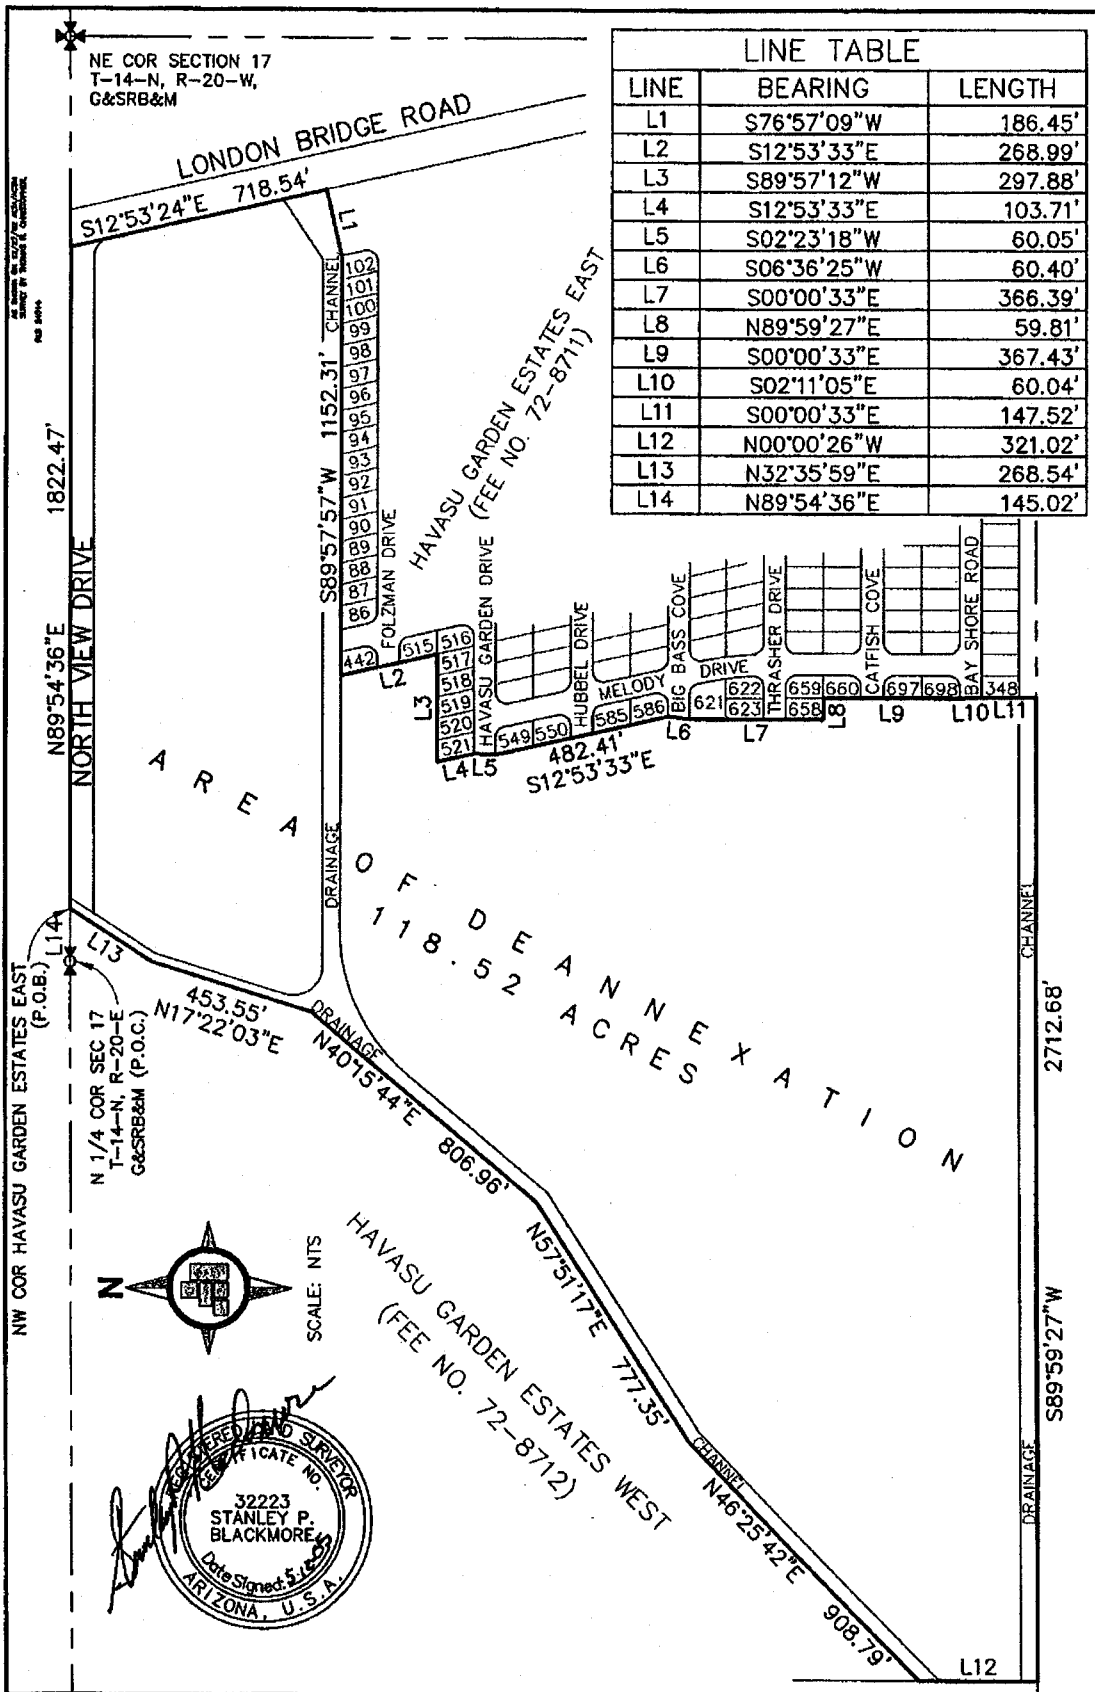 NE COR SECTION 17
T-14-N, R-20-W,
G&SRB&M
LONDON BRIDGE ROAD
S12°53'24"E 718.54'
LINE TABLE
LINE BEARING LENGTH
L1 S76°57'09"W 186.45'
L2 S12°53'33"E 268.99'
L3 S89°57'12"W 297.88'
L4 S12°53'33"E 103.71'
L5 S02°23'18"W 60.05'
L6 S06°36'25"W 60.40'
L7 S00°00'33"E 366.39'
L8 N89°59'27"E 59.81'
L9 S00°00'33"E 367.43'
L10 S02°11'05"E 60.04'
L11 S00°00'33"E 147.52'
L12 N00°00'26"W 321.02'
L13 N32°35'59"E 268.54'
L14 N89°54'36"E 145.02'
L1
CHANNEL
102
101
100
99
98
97
96
95
94
93
92
91
90
89
88
87
86
442
S89°57'57"W 1152.31'
FOLZMAN DRIVE
HAVASU GARDEN ESTATES EAST
(FEE NO. 72-8711)
N89°54'36"E 1822.47'
NORTH VIEW DRIVE
L2
515
516
517
518
519
520
521
L3
L4
L5
HAVASU GARDEN DRIVE
549
550
HUBBEL DRIVE
585
586
MELODY DRIVE
482.41'
S12°53'33"E
BIG BASS COVE
L6
621
622
623
L7
THRASHER DRIVE
659
660
658
L8
CATFISH COVE
697
698
L9
BAY SHORE ROAD
L10
348
L11
AREA OF DEANNEXATION
118.52 ACRES
DRAINAGE
CHANNEL
2712.68'
S89°59'27"W
DRAINAGE
L14
L13
NW COR HAVASU GARDEN ESTATES EAST
(P.O.B.)
N 1/4 COR SEC 17
T-14-N, R-20-E
G&SRB&M (P.O.C.)
453.55'
N17°22'03"E
DRAINAGE
N40°15'44"E 806.96'
N57°51'17"E 777.35'
CHANNEL
N46°25'42"E 908.79'
L12
HAVASU GARDEN ESTATES WEST
(FEE NO. 72-8712)
N
SCALE: NTS
REGISTERED LAND SURVEYOR
CERTIFICATE NO.
32223
STANLEY P.
BLACKMORE
Date Signed:
ARIZONA, U.S.A.